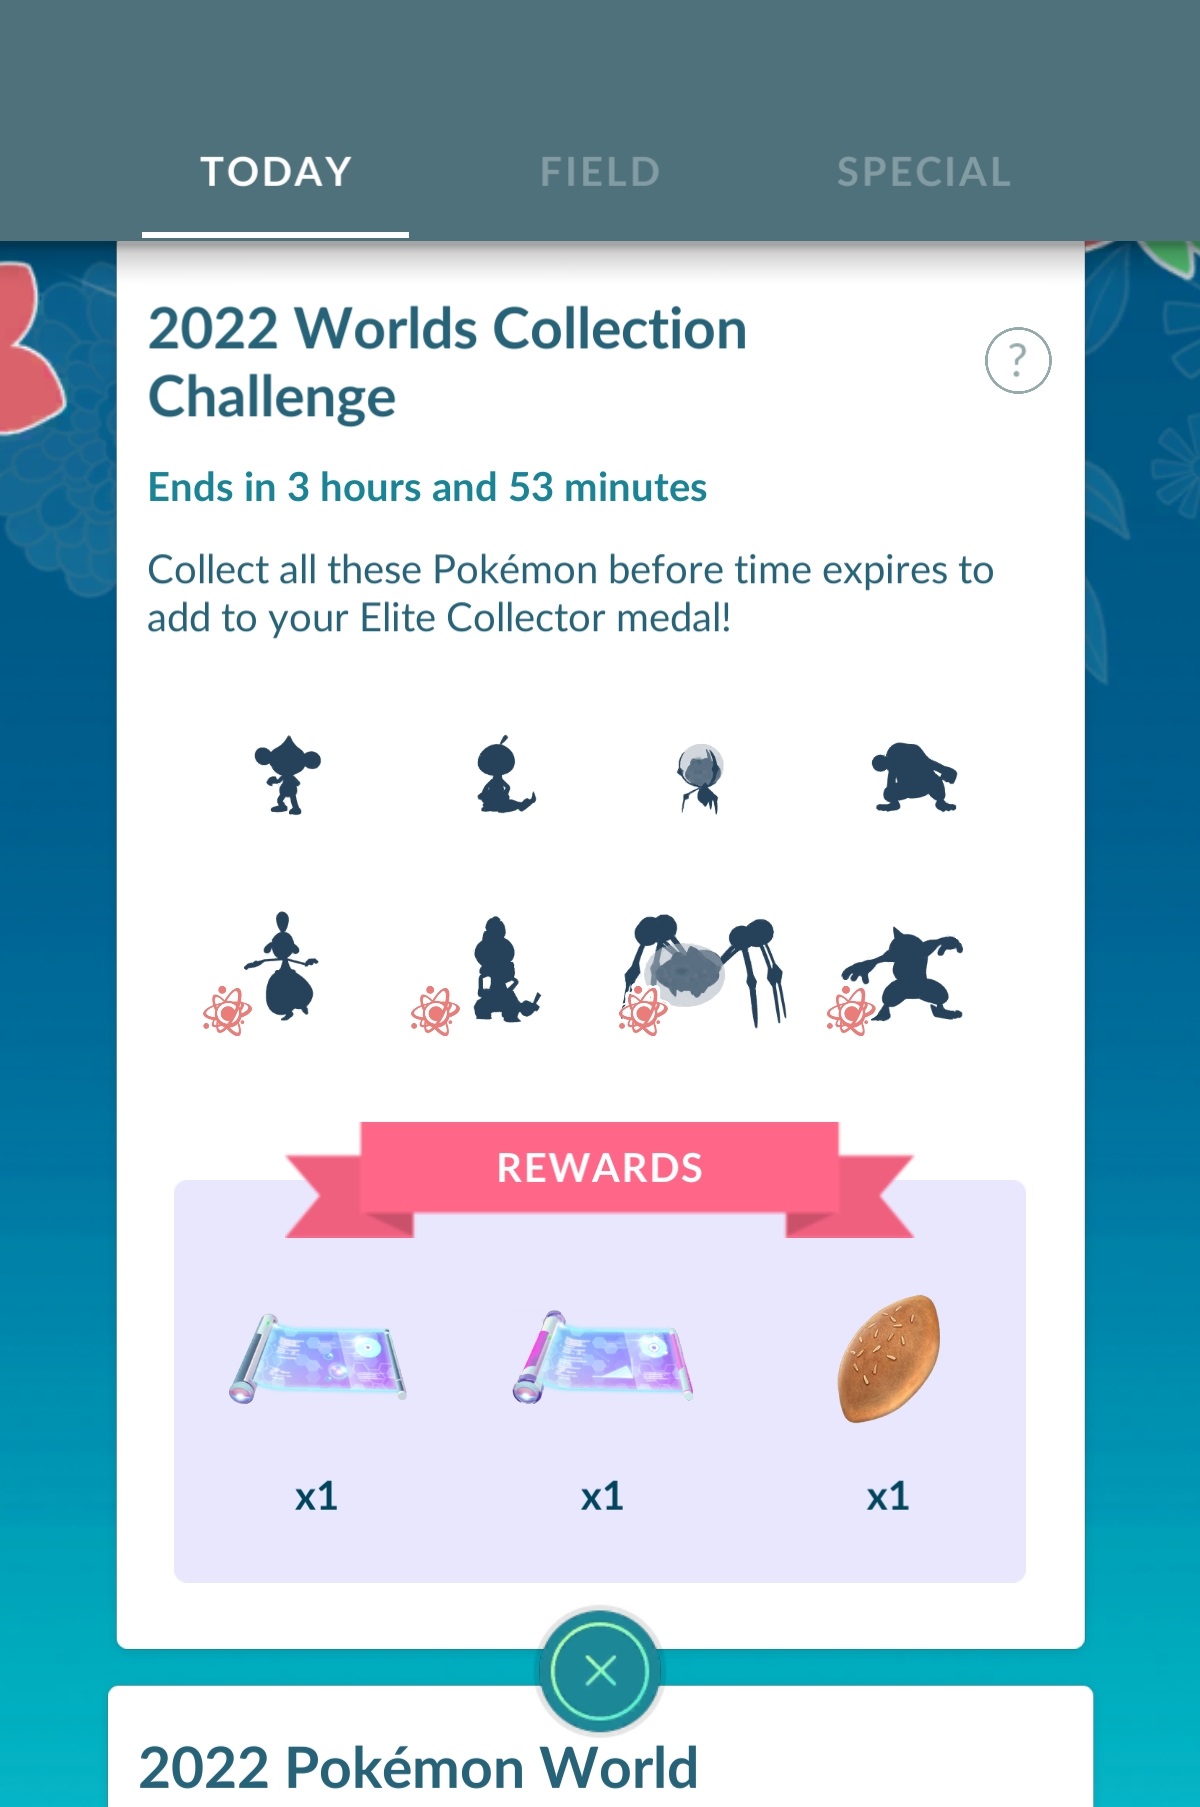 TODAY FIELD SPECIAL
2022 Worlds Collection
Challenge
?
Ends in 3 hours and 53 minutes
Collect all these Pokémon before time expires to
add to your Elite Collector medal!
REWARDS
x1 x1 x1
2022 Pokémon World